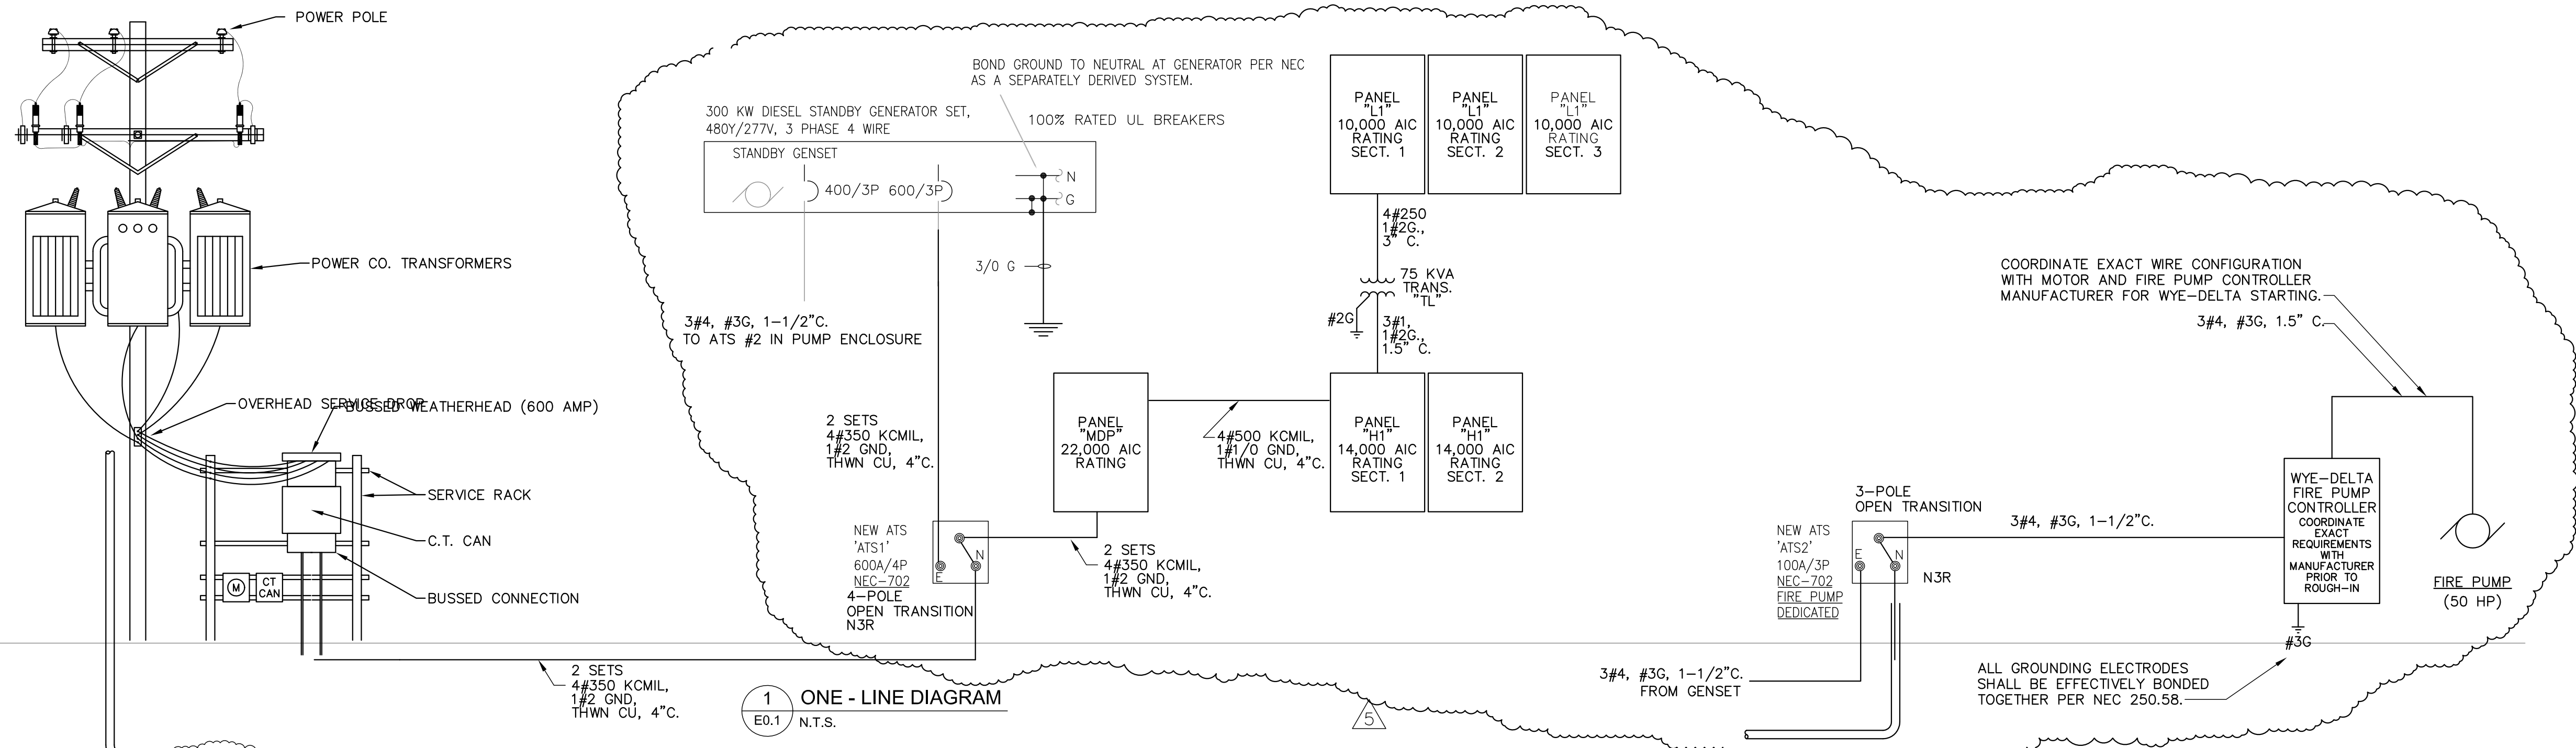 POWER POLE
POWER CO. TRANSFORMERS
OVERHEAD SERVICE DROP
BUSSED WEATHERHEAD (600 AMP)
SERVICE RACK
C.T. CAN
M
CT
CAN
BUSSED CONNECTION
2 SETS
4#350 KCMIL,
1#2 GND,
THWN CU, 4"C.
BOND GROUND TO NEUTRAL AT GENERATOR PER NEC
AS A SEPARATELY DERIVED SYSTEM.
300 KW DIESEL STANDBY GENERATOR SET,
480Y/277V, 3 PHASE 4 WIRE
100% RATED UL BREAKERS
STANDBY GENSET
400/3P
600/3P
N
G
3/0 G
3#4, #3G, 1-1/2"C.
TO ATS #2 IN PUMP ENCLOSURE
2 SETS
4#350 KCMIL,
1#2 GND,
THWN CU, 4"C.
NEW ATS
'ATS1'
600A/4P
NEC-702
4-POLE
OPEN TRANSITION
N3R
E
N
2 SETS
4#350 KCMIL,
1#2 GND,
THWN CU, 4"C.
PANEL
"MDP"
22,000 AIC
RATING
4#500 KCMIL,
1#1/0 GND,
THWN CU, 4"C.
PANEL
"L1"
10,000 AIC
RATING
SECT. 1
PANEL
"L1"
10,000 AIC
RATING
SECT. 2
PANEL
"L1"
10,000 AIC
RATING
SECT. 3
4#250
1#2G.,
3" C.
75 KVA
TRANS.
"TL"
#2G
3#1,
1#2G.,
1.5" C.
PANEL
"H1"
14,000 AIC
RATING
SECT. 1
PANEL
"H1"
14,000 AIC
RATING
SECT. 2
COORDINATE EXACT WIRE CONFIGURATION
WITH MOTOR AND FIRE PUMP CONTROLLER
MANUFACTURER FOR WYE-DELTA STARTING.
3#4, #3G, 1.5" C.
3-POLE
OPEN TRANSITION
NEW ATS
'ATS2'
100A/3P
NEC-702
FIRE PUMP
DEDICATED
E
N
N3R
3#4, #3G, 1-1/2"C.
WYE-DELTA
FIRE PUMP
CONTROLLER
COORDINATE
EXACT
REQUIREMENTS
WITH
MANUFACTURER
PRIOR TO
ROUGH-IN
FIRE PUMP
(50 HP)
#3G
3#4, #3G, 1-1/2"C.
FROM GENSET
ALL GROUNDING ELECTRODES
SHALL BE EFFECTIVELY BONDED
TOGETHER PER NEC 250.58.
1
E0.1
ONE - LINE DIAGRAM
N.T.S.
5